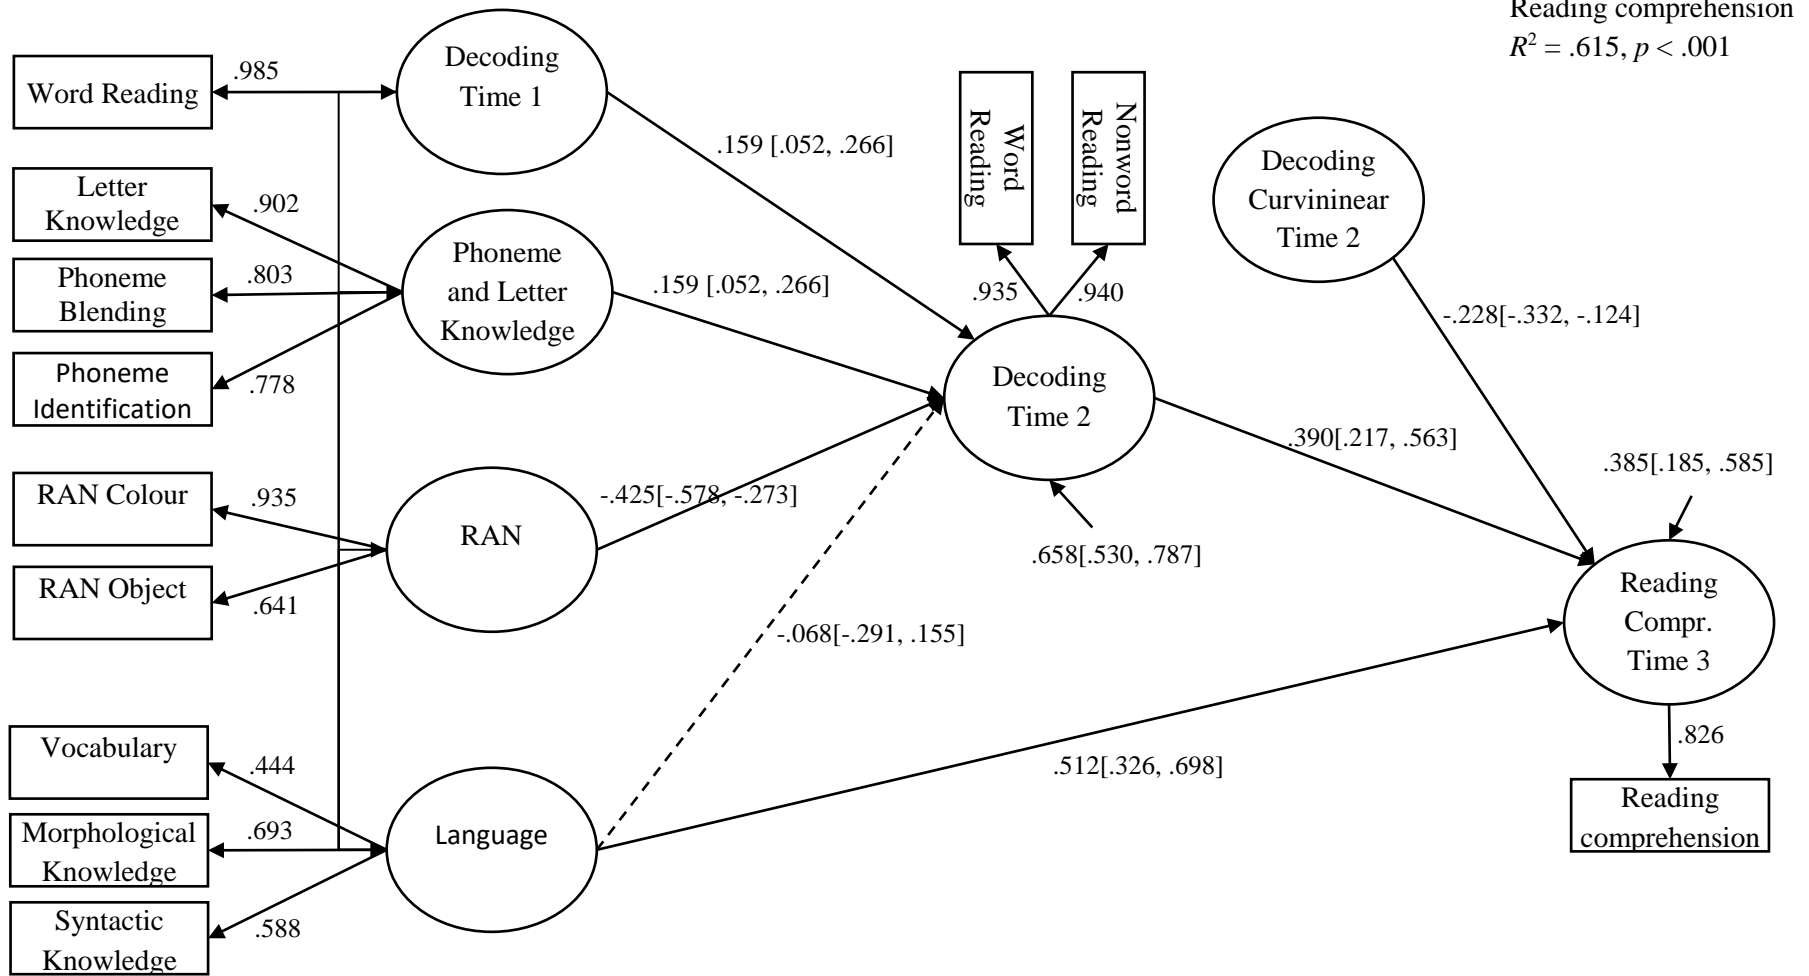 Reading comprehension
R² = .615, p < .001
Decoding
Time 1
Word Reading
.985
.159 [.052, .266]
Word
Reading
Nonword
Reading
Decoding
Curvininear
Time 2
Letter
Knowledge
.902
Phoneme
and Letter
Knowledge
Phoneme
Blending
.803
.159 [.052, .266]
.935
.940
-.228[-.332, -.124]
Phoneme
Identification
.778
Decoding
Time 2
.390[.217, .563]
.385[.185, .585]
RAN Colour
.935
RAN
-.425[-.578, -.273]
.658[.530, .787]
RAN Object
.641
Reading
Compr.
Time 3
-.068[-.291, .155]
Vocabulary
.444
.512[.326, .698]
.826
Morphological
Knowledge
.693
Language
Reading
comprehension
Syntactic
Knowledge
.588